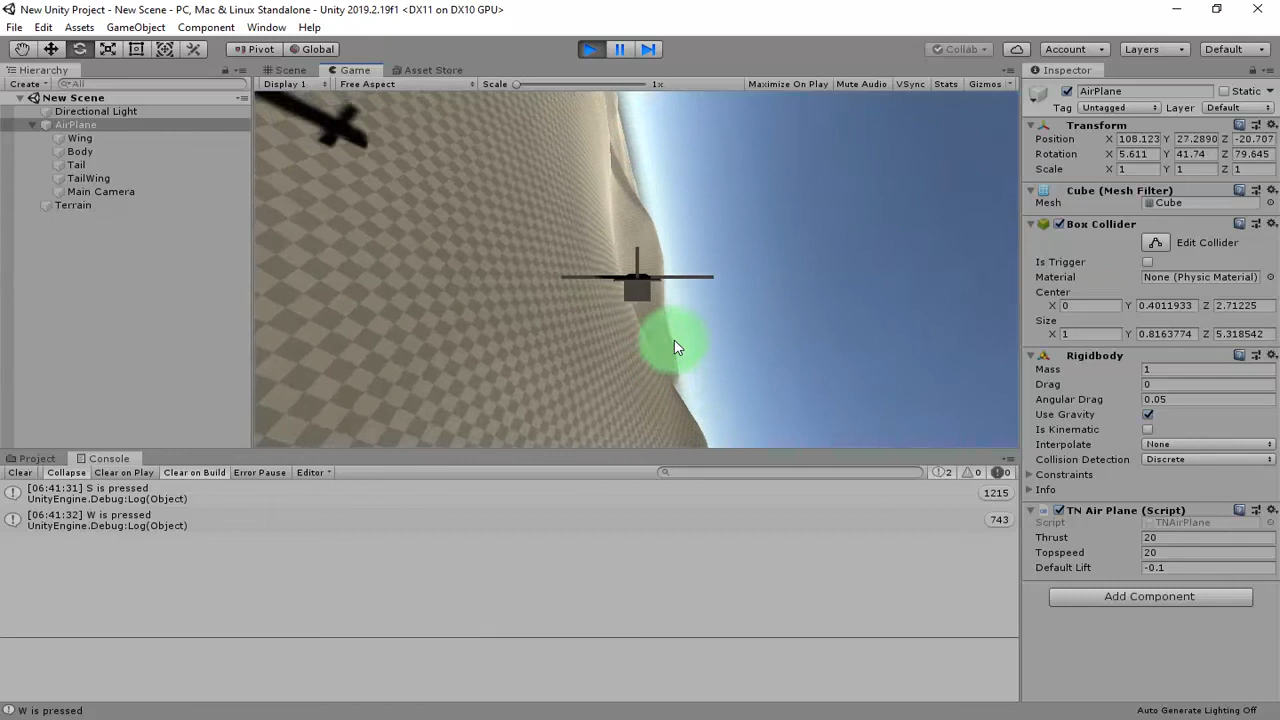 New Unity Project - New Scene - PC, Mac & Linux Standalone - Unity 2019.2.19f1 <DX11 on DX10 GPU>
File Edit Assets GameObject Component Window Help
Pivot Global Collab Account Layers Default
Hierarchy
Create All
New Scene
Directional Light
AirPlane
Wing
Body
Tail
TailWing
Main Camera
Terrain
Scene Game Asset Store
Display 1 Free Aspect Scale 1x Maximize On Play Mute Audio VSync Stats Gizmos
Inspector
AirPlane Static
Tag Untagged Layer Default
Transform
Position X 108.123 Y 27.2890 Z -20.707
Rotation X 5.611 Y 41.74 Z 79.645
Scale X 1 Y 1 Z 1
Cube (Mesh Filter)
Mesh Cube
Box Collider
Edit Collider
Is Trigger
Material None (Physic Material)
Center
X 0 Y 0.4011933 Z 2.71225
Size
X 1 Y 0.8163774 Z 5.318542
Rigidbody
Mass 1
Drag 0
Angular Drag 0.05
Use Gravity
Is Kinematic
Interpolate None
Collision Detection Discrete
Constraints
Info
TN Air Plane (Script)
Script TNAirPlane
Thrust 20
Topspeed 20
Default Lift -0.1
Add Component
Project Console
Clear Collapse Clear on Play Clear on Build Error Pause Editor 2 0 0
[06:41:31] S is pressed
UnityEngine.Debug:Log(Object) 1215
[06:41:32] W is pressed
UnityEngine.Debug:Log(Object) 743
W is pressed Auto Generate Lighting Off